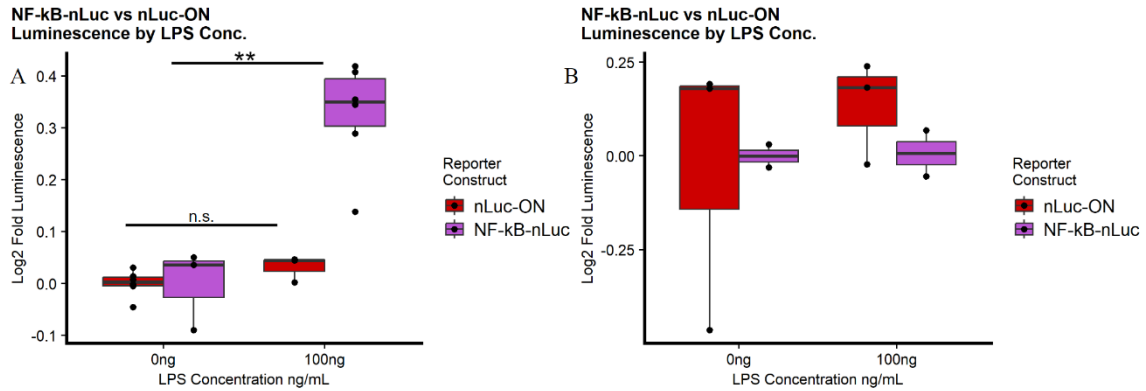 NF-kB-nLuc vs nLuc-ON
Luminescence by LPS Conc.
A
**
n.s.
0.4
0.3
0.2
0.1
0.0
-0.1
Log2 Fold Luminescence
0ng
100ng
LPS Concentration ng/mL
Reporter
Construct
nLuc-ON
NF-kB-nLuc
NF-kB-nLuc vs nLuc-ON
Luminescence by LPS Conc.
B
0.25
0.00
-0.25
Log2 Fold Luminescence
0ng
100ng
LPS Concentration ng/mL
Reporter
Construct
nLuc-ON
NF-kB-nLuc